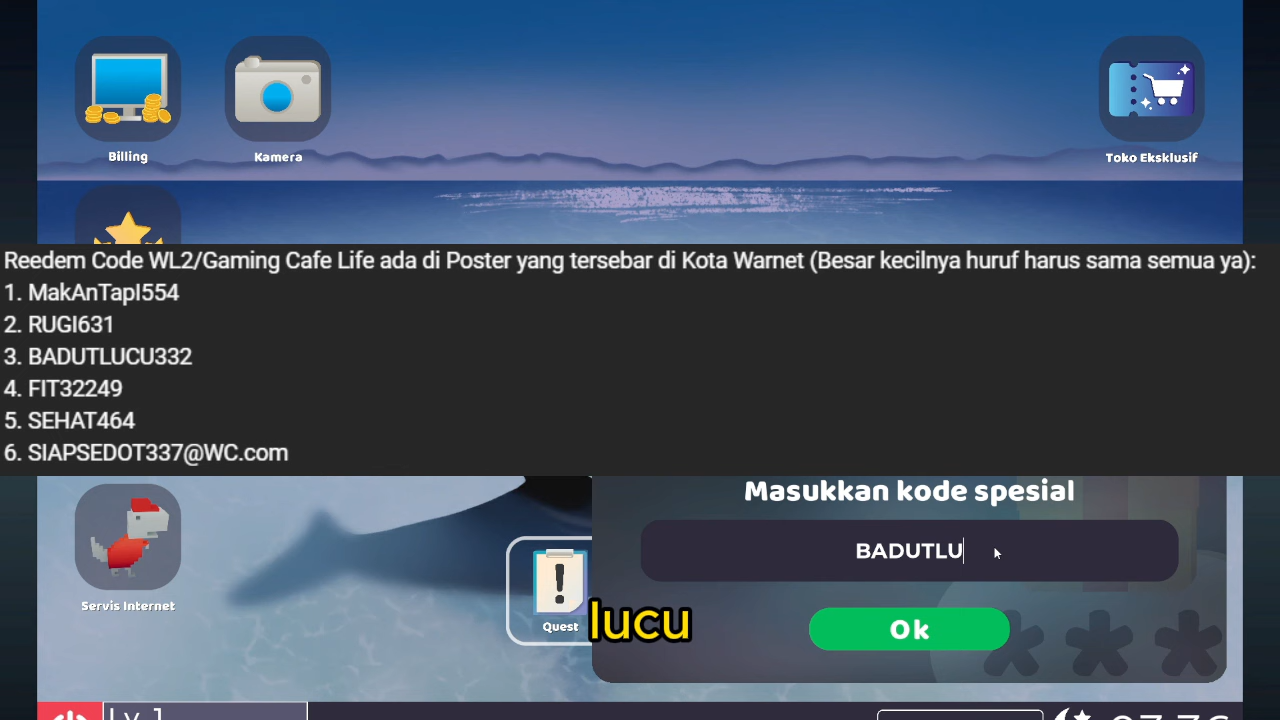 Billing
Kamera
Toko Eksklusif
Reedem Code WL2/Gaming Cafe Life ada di Poster yang tersebar di Kota Warnet (Besar kecilnya huruf harus sama semua ya):
1. MakAnTapI554
2. RUGI631
3. BADUTLUCU332
4. FIT32249
5. SEHAT464
6. SIAPSEDOT337@WC.com
Masukkan kode spesial
BADUTLU
Servis Internet
Quest
lucu
Ok
***
Lv 1